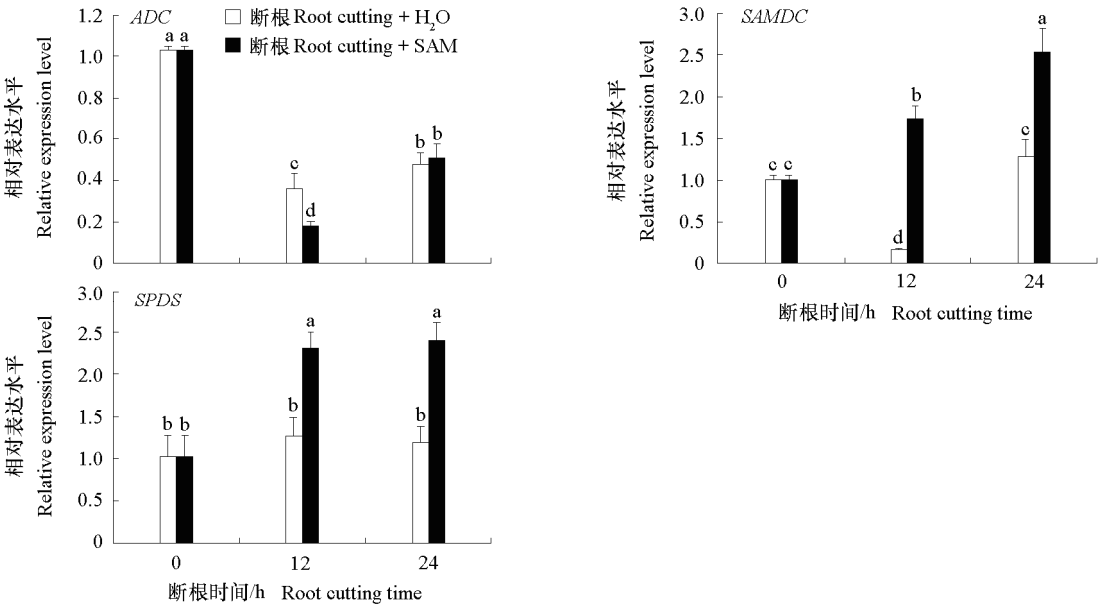 ADC
断根 Root cutting + H₂O
断根 Root cutting + SAM
相对表达水平
Relative expression level
1.2
1.0
0.8
0.6
0.4
0.2
0
a a
c
d
b b
SAMDC
相对表达水平
Relative expression level
3.0
2.5
2.0
1.5
1.0
0.5
0
c c
d
b
c
a
0 12 24
断根时间/h Root cutting time
SPDS
相对表达水平
Relative expression level
3.0
2.5
2.0
1.5
1.0
0.5
0
b b
b
a
b
a
0 12 24
断根时间/h Root cutting time